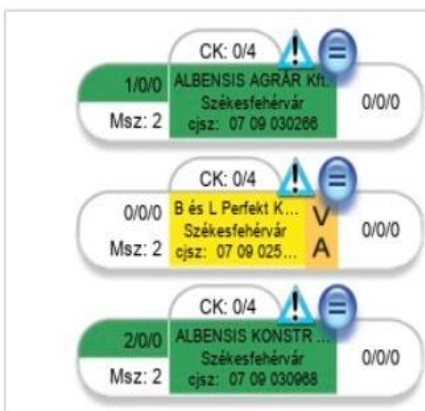 CK: 0/4
1/0/0 ALBENSIS AGRÁR Kft.
Székesfehérvár 0/0/0
Msz: 2 cjsz: 07 09 030266
CK: 0/4
0/0/0 B és L Perfekt K... V
Székesfehérvár 0/0/0
Msz: 2 cjsz: 07 09 025... A
CK: 0/4
2/0/0 ALBENSIS KONSTR ...
Székesfehérvár 0/0/0
Msz: 2 cjsz: 07 09 030968